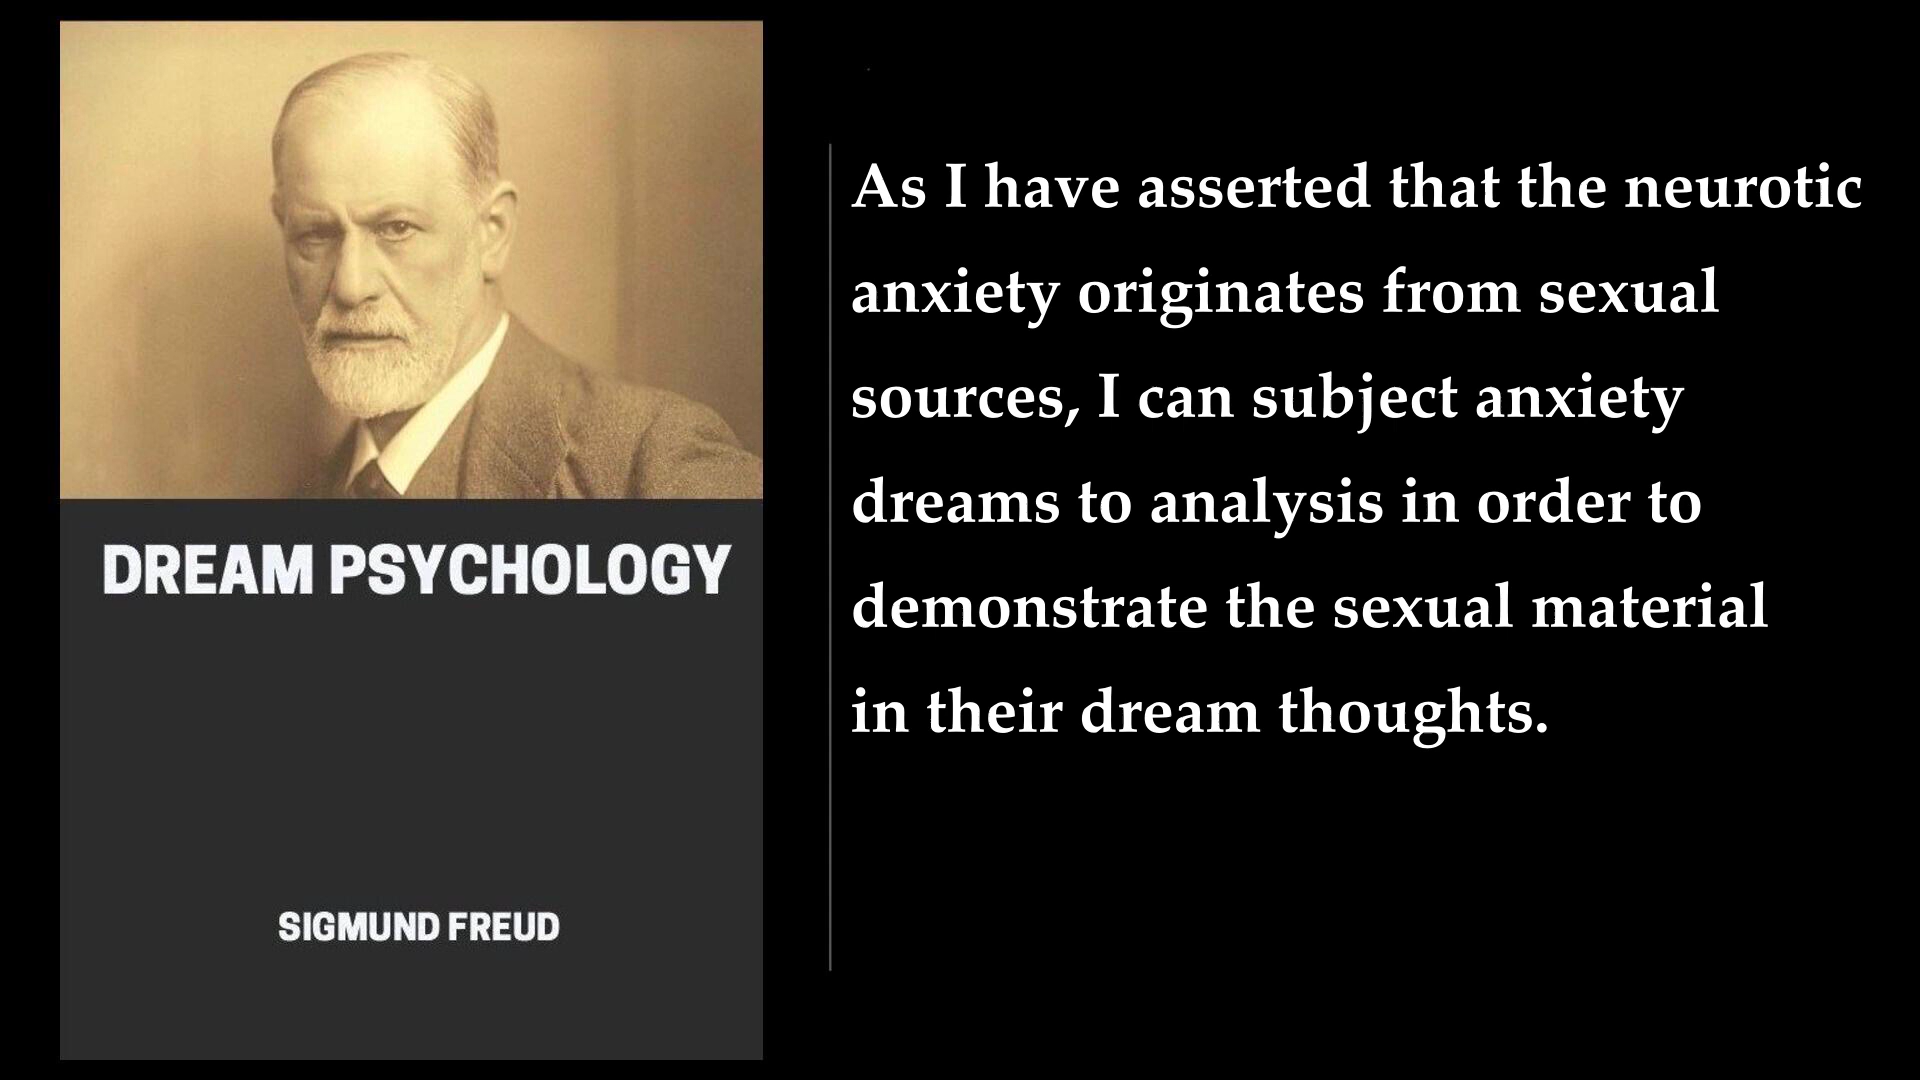 DREAM PSYCHOLOGY
SIGMUND FREUD
As I have asserted that the neurotic
anxiety originates from sexual
sources, I can subject anxiety
dreams to analysis in order to
demonstrate the sexual material
in their dream thoughts.